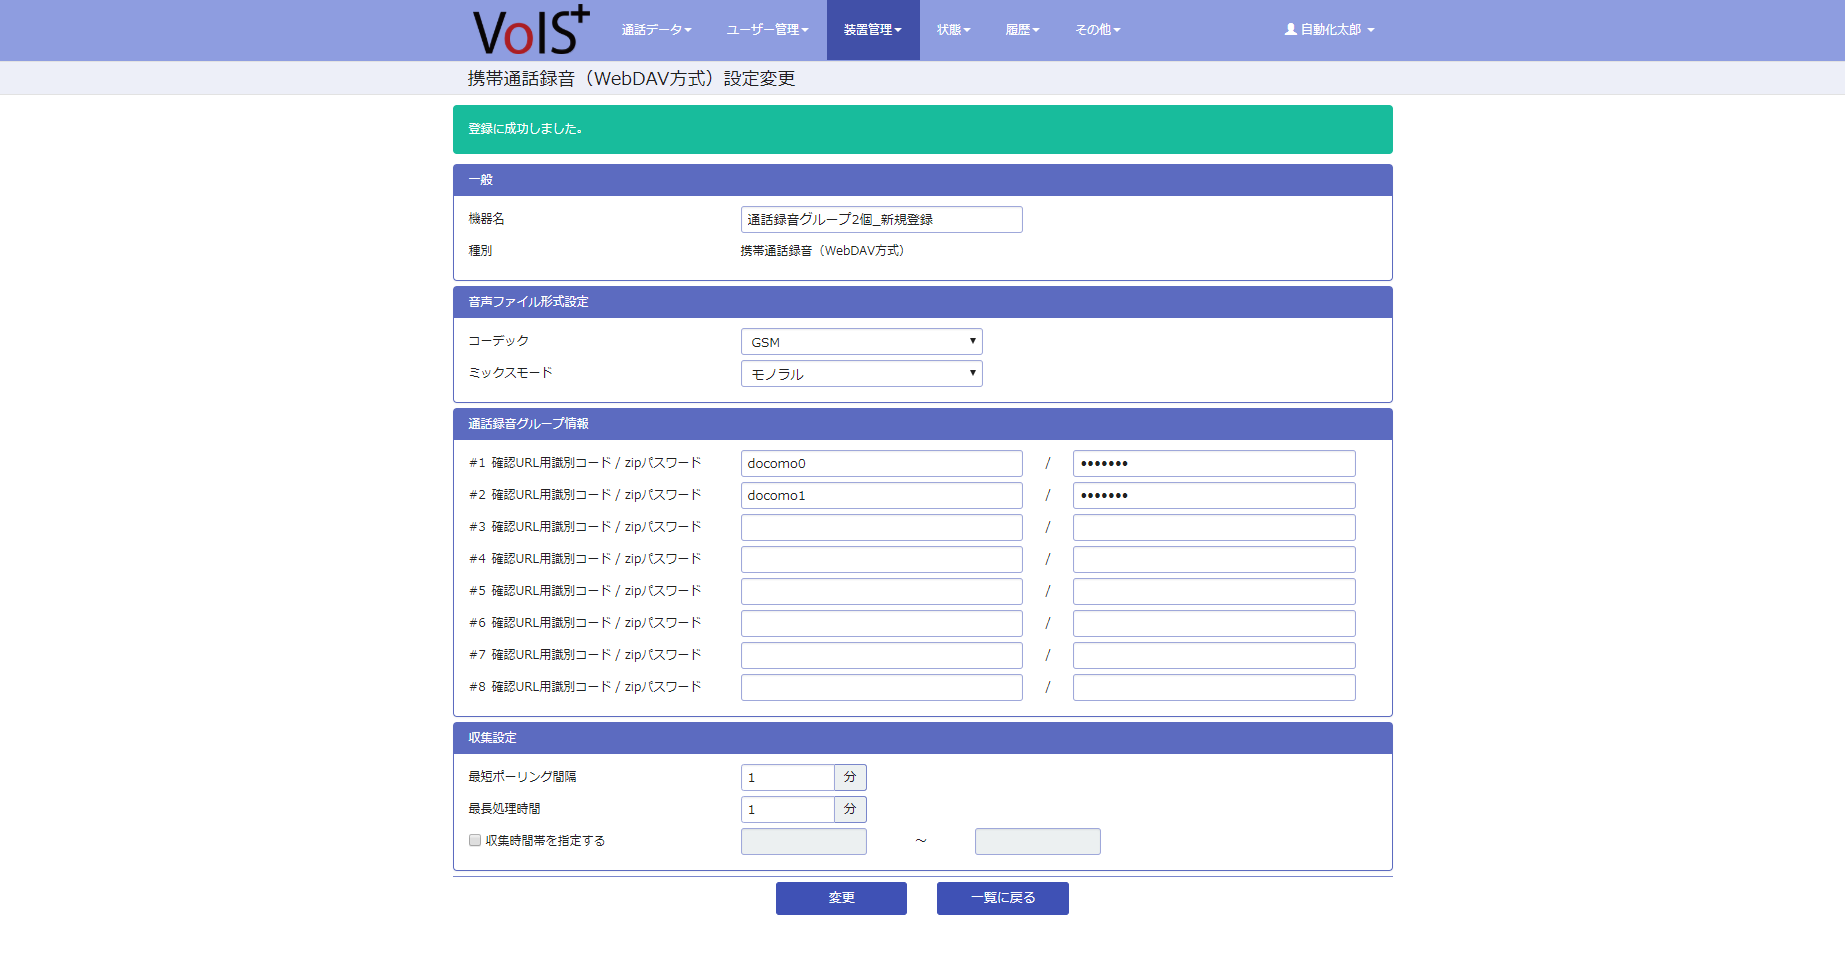 VoIS+ 通話データ ユーザー管理 装置管理 状態 履歴 その他 自動化太郎
携帯通話録音（WebDAV方式）設定変更
登録に成功しました。
一般
機器名 通話録音グループ2個_新規登録
種別 携帯通話録音（WebDAV方式）
音声ファイル形式設定
コーデック GSM
ミックスモード モノラル
通話録音グループ情報
#1 確認URL用識別コード / zipパスワード docomo0 / •••••••
#2 確認URL用識別コード / zipパスワード docomo1 / •••••••
#3 確認URL用識別コード / zipパスワード /
#4 確認URL用識別コード / zipパスワード /
#5 確認URL用識別コード / zipパスワード /
#6 確認URL用識別コード / zipパスワード /
#7 確認URL用識別コード / zipパスワード /
#8 確認URL用識別コード / zipパスワード /
収集設定
最短ポーリング間隔 1 分
最長処理時間 1 分
収集時間帯を指定する ～
変更 一覧に戻る